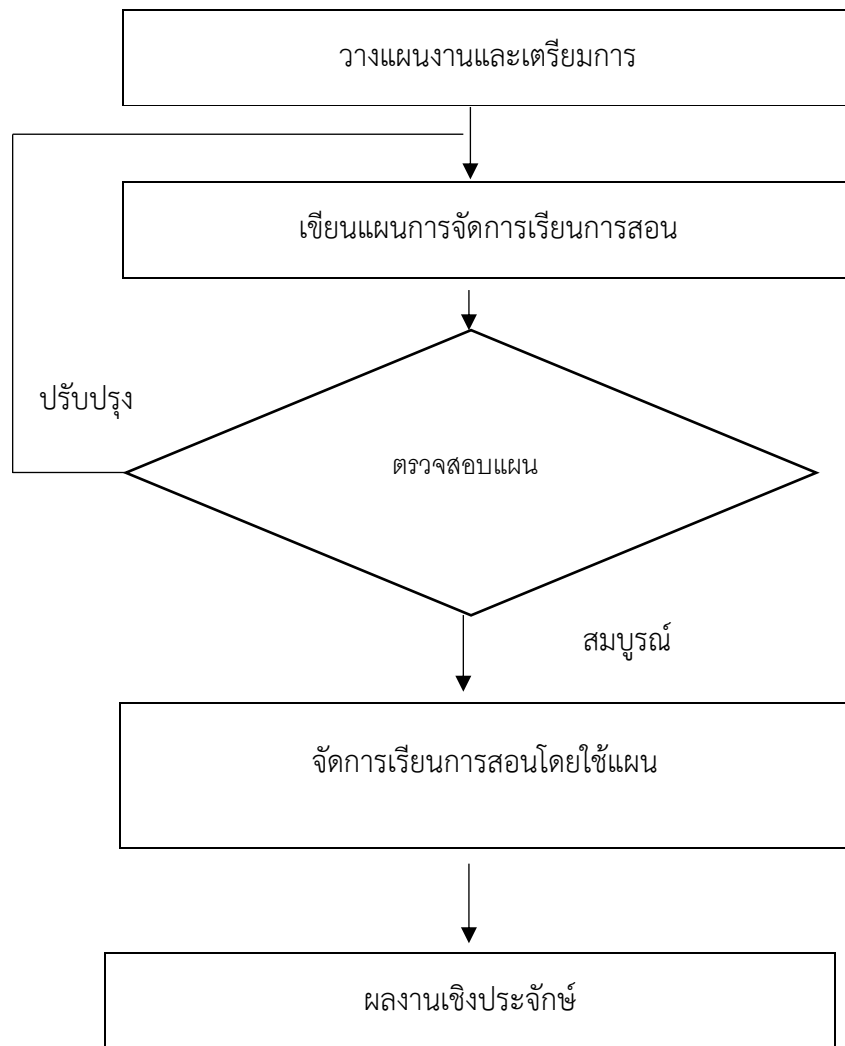 วางแผนงานและเตรียมการ
เขียนแผนการจัดการเรียนการสอน
ปรับปรุง
ตรวจสอบแผน
สมบูรณ์
จัดการเรียนการสอนโดยใช้แผน
ผลงานเชิงประจักษ์